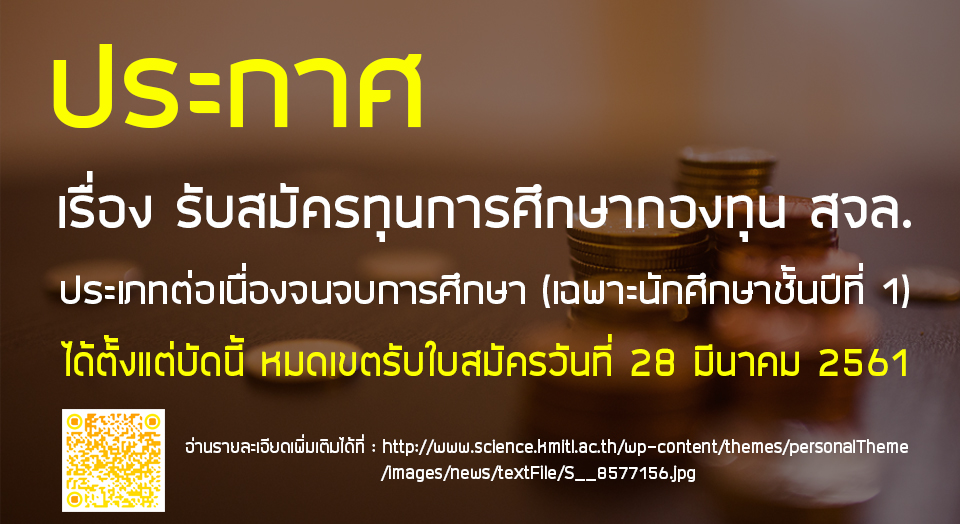 ประกาศ
เรื่อง รับสมัครทุนการศึกษากองทุน สจล.
ประเภทต่อเนื่องจนจบการศึกษา (เฉพาะนักศึกษาชั้นปีที่ 1)
ได้ตั้งแต่บัดนี้ หมดเขตรับใบสมัครวันที่ 28 มีนาคม 2561
อ่านรายละเอียดเพิ่มเติมได้ที่ : http://www.science.kmitl.ac.th/wp-content/themes/personalTheme
/images/news/textFile/S__8577156.jpg